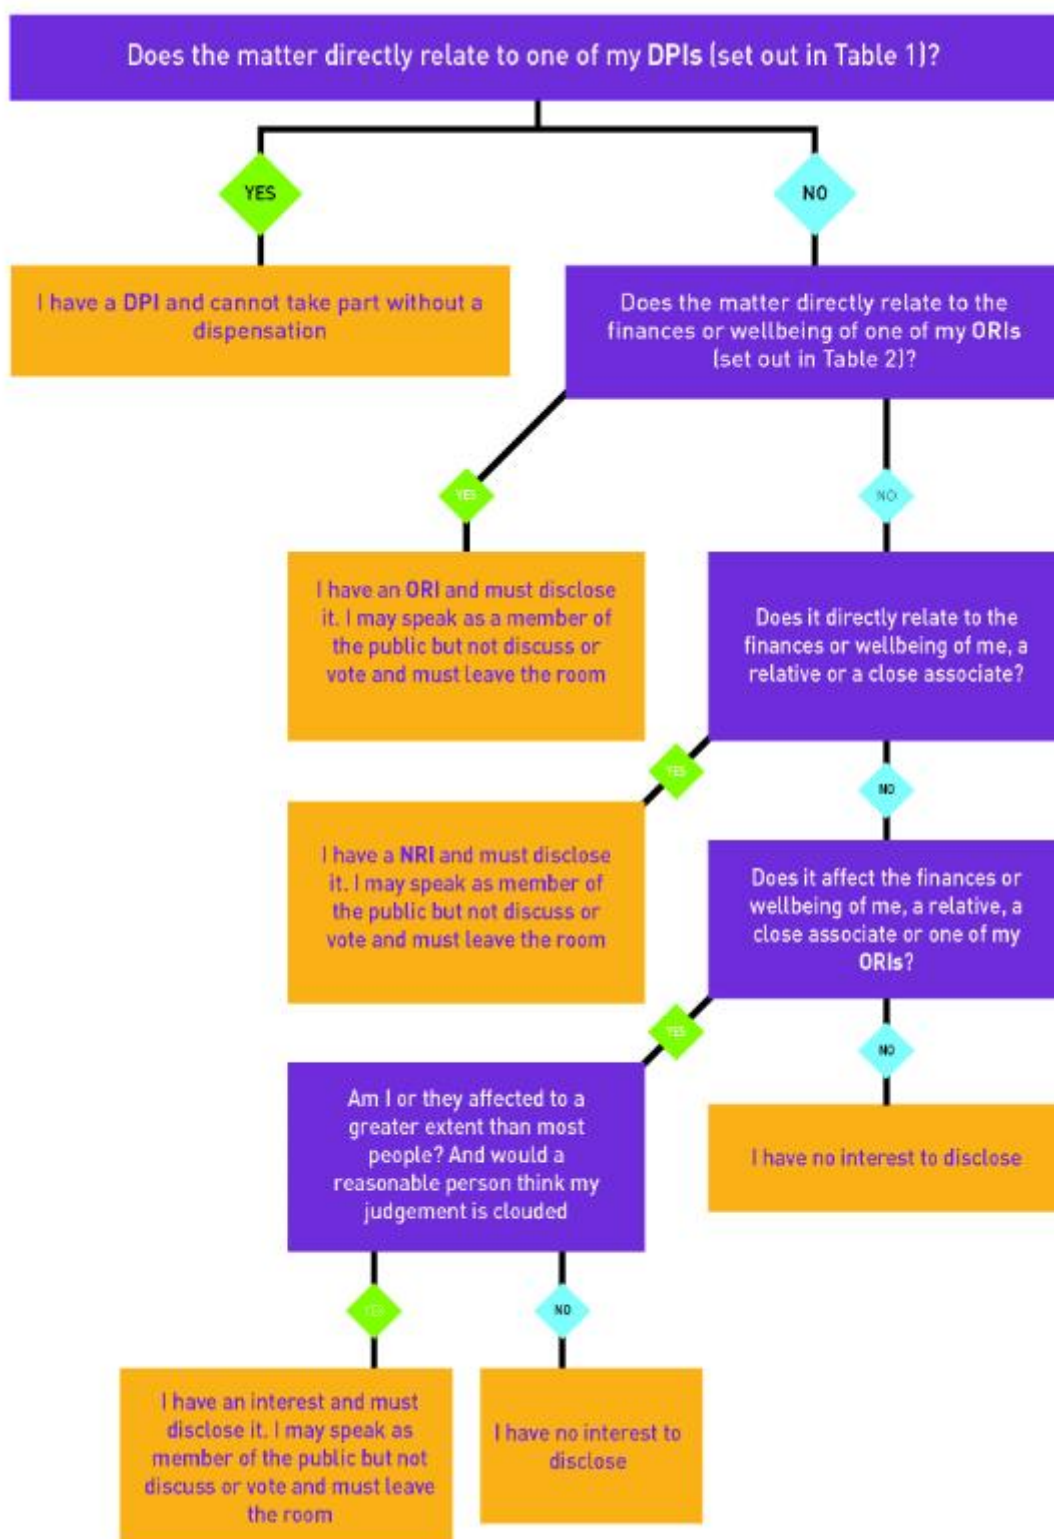 Does the matter directly relate to one of my DPIs (set out in Table 1)?
YES
NO
I have a DPI and cannot take part without a
dispensation
Does the matter directly relate to the
finances or wellbeing of one of my ORIs
(set out in Table 2)?
YES
NO
I have an ORI and must disclose
it. I may speak as a member of
the public but not discuss or
vote and must leave the room
Does it directly relate to the
finances or wellbeing of me, a
relative or a close associate?
YES
NO
I have a NRI and must disclose
it. I may speak as member of
the public but not discuss or
vote and must leave the room
Does it affect the finances or
wellbeing of me, a relative, a
close associate or one of my
ORIs?
YES
NO
Am I or they affected to a
greater extent than most
people? And would a
reasonable person think my
judgement is clouded
I have no interest to disclose
YES
NO
I have an interest and must
disclose it. I may speak as
member of the public but not
discuss or vote and must leave
the room
I have no interest to
disclose